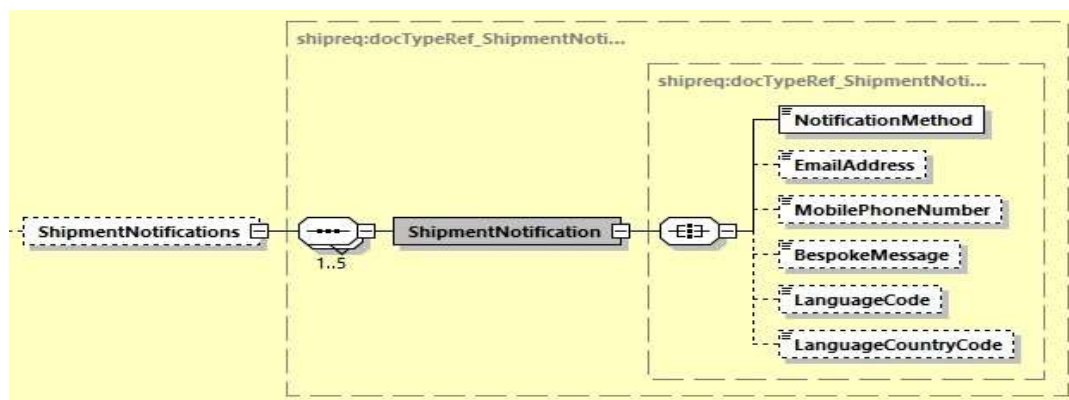 shipreq:docTypeRef_ShipmentNoti...
shipreq:docTypeRef_ShipmentNoti...
NotificationMethod
EmailAddress
MobilePhoneNumber
ShipmentNotifications
1..5
ShipmentNotification
BespokeMessage
LanguageCode
LanguageCountryCode